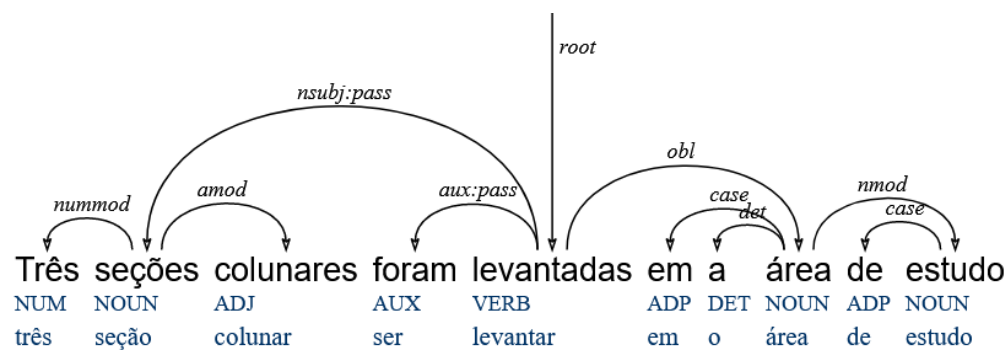 root
nsubj:pass
obl
nummod amod aux:pass case det nmod case
Três seções colunares foram levantadas em a área de estudo
NUM NOUN ADJ AUX VERB ADP DET NOUN ADP NOUN
três seção colunar ser levantar em o área de estudo